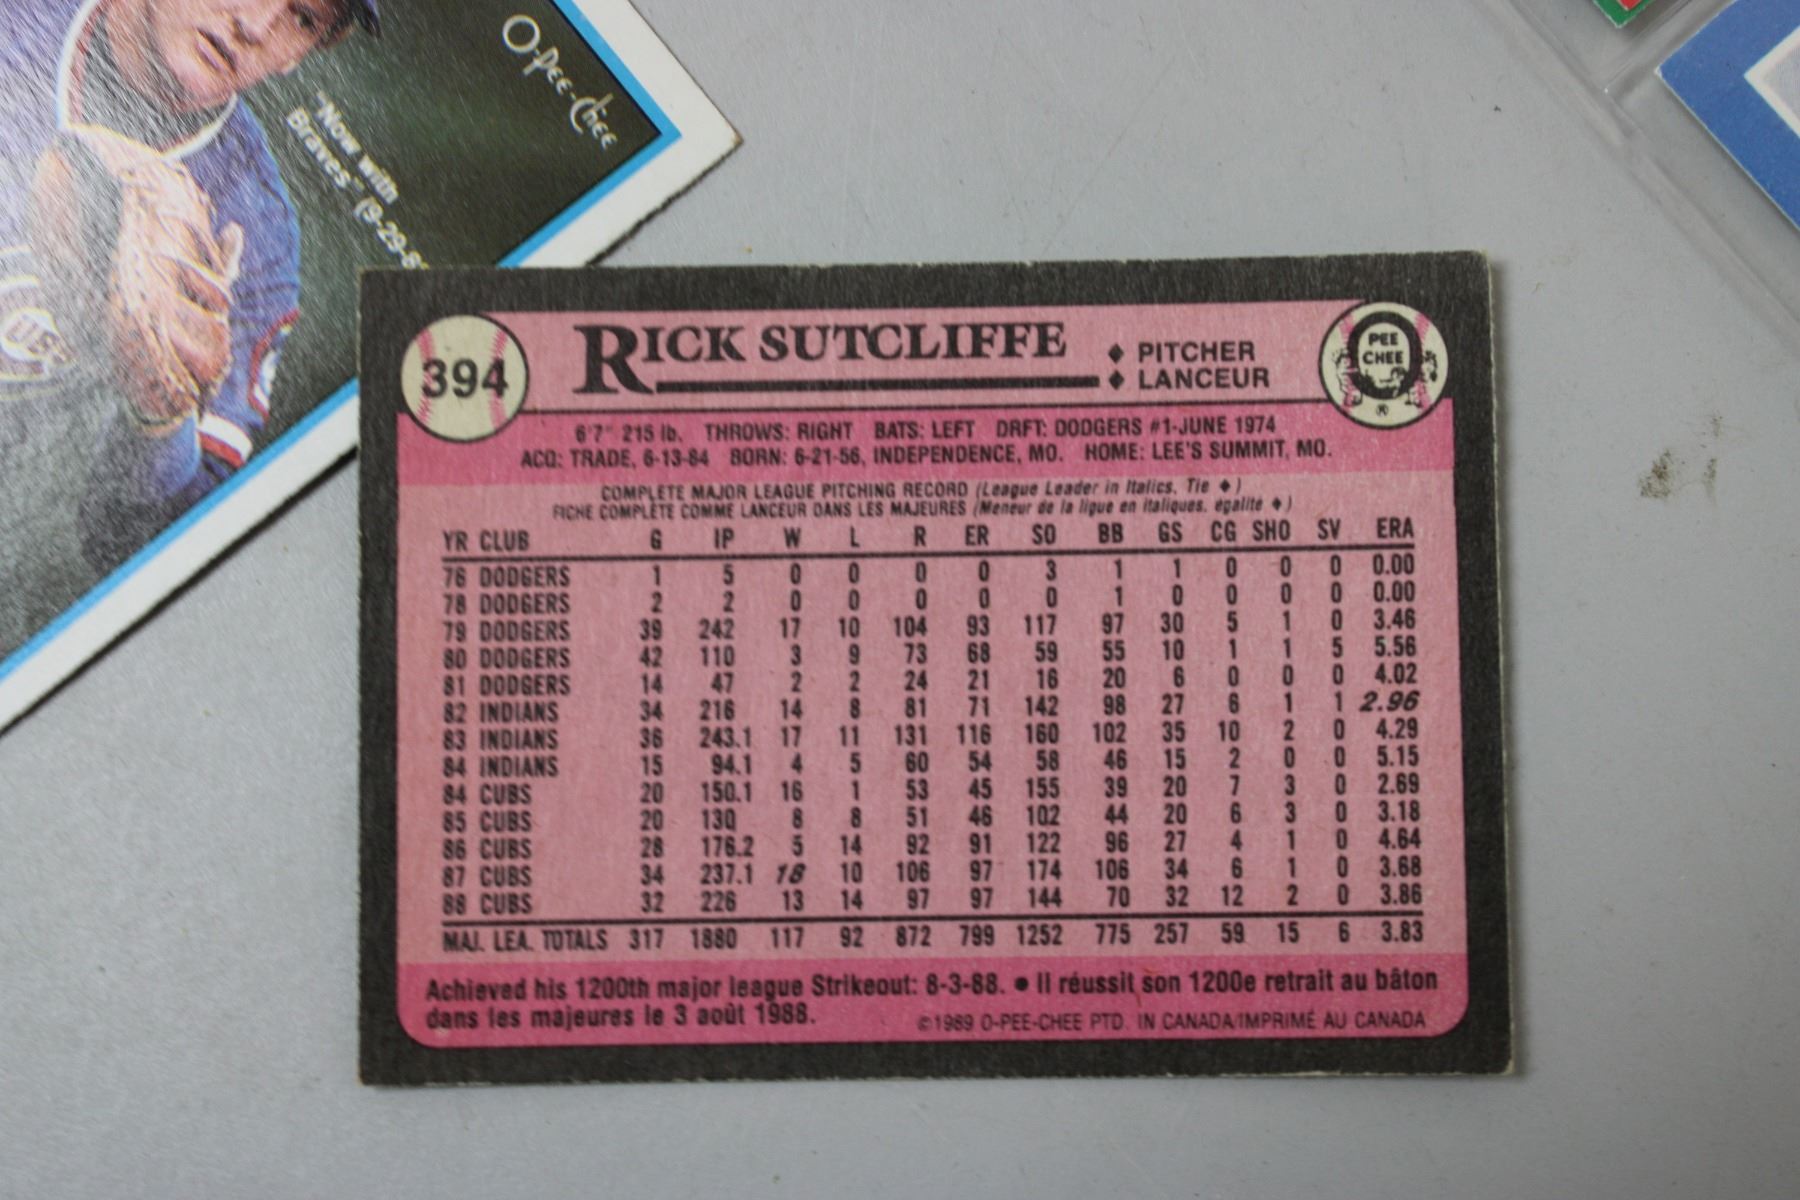 O-Pee-Chee
"Now with
Braves" (9-29-8
394
RICK SUTCLIFFE
♦ PITCHER
♦ LANCEUR
O
PEE
CHEE
®
6'7" 215 lb. THROWS: RIGHT BATS: LEFT DRFT: DODGERS #1-JUNE 1974
ACQ: TRADE, 6-13-84 BORN: 6-21-56, INDEPENDENCE, MO. HOME: LEE'S SUMMIT, MO.
COMPLETE MAJOR LEAGUE PITCHING RECORD (League Leader in Italics, Tie ♦)
FICHE COMPLÈTE COMME LANCEUR DANS LES MAJEURES (Meneur de la ligue en italiques, égalité ♦)
YR CLUB G IP W L R ER SO BB GS CG SHO SV ERA
76 DODGERS 1 5 0 0 0 0 3 1 1 0 0 0 0.00
78 DODGERS 2 2 0 0 0 0 0 1 0 0 0 0 0.00
79 DODGERS 39 242 17 10 104 93 117 97 30 5 1 0 3.46
80 DODGERS 42 110 3 9 73 68 59 55 10 1 1 5 5.56
81 DODGERS 14 47 2 2 24 21 16 20 6 0 0 0 4.02
82 INDIANS 34 216 14 8 81 71 142 98 27 6 1 1 2.96
83 INDIANS 36 243.1 17 11 131 116 160 102 35 10 2 0 4.29
84 INDIANS 15 94.1 4 5 60 54 58 46 15 2 0 0 5.15
84 CUBS 20 150.1 16 1 53 45 155 39 20 7 3 0 2.69
85 CUBS 20 130 8 8 51 46 102 44 20 6 3 0 3.18
86 CUBS 28 176.2 5 14 92 91 122 96 27 4 1 0 4.64
87 CUBS 34 237.1 18 10 106 97 174 106 34 6 1 0 3.68
88 CUBS 32 226 13 14 97 97 144 70 32 12 2 0 3.86
MAJ. LEA. TOTALS 317 1880 117 92 872 799 1252 775 257 59 15 6 3.83
Achieved his 1200th major league Strikeout: 8-3-88. • Il réussit son 1200e retrait au bâton
dans les majeures le 3 août 1988.
©1989 O-PEE-CHEE PTD. IN CANADA/IMPRIMÉ AU CANADA